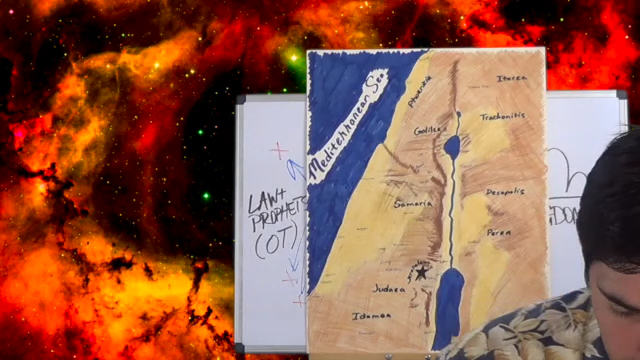 Mediterranean Sea
Phoenicia
Iturea
Trachonitis
Galilee
LAW+
PROPHETS
(OT)
Samaria
Decapolis
Perea
Judaea
Idumea